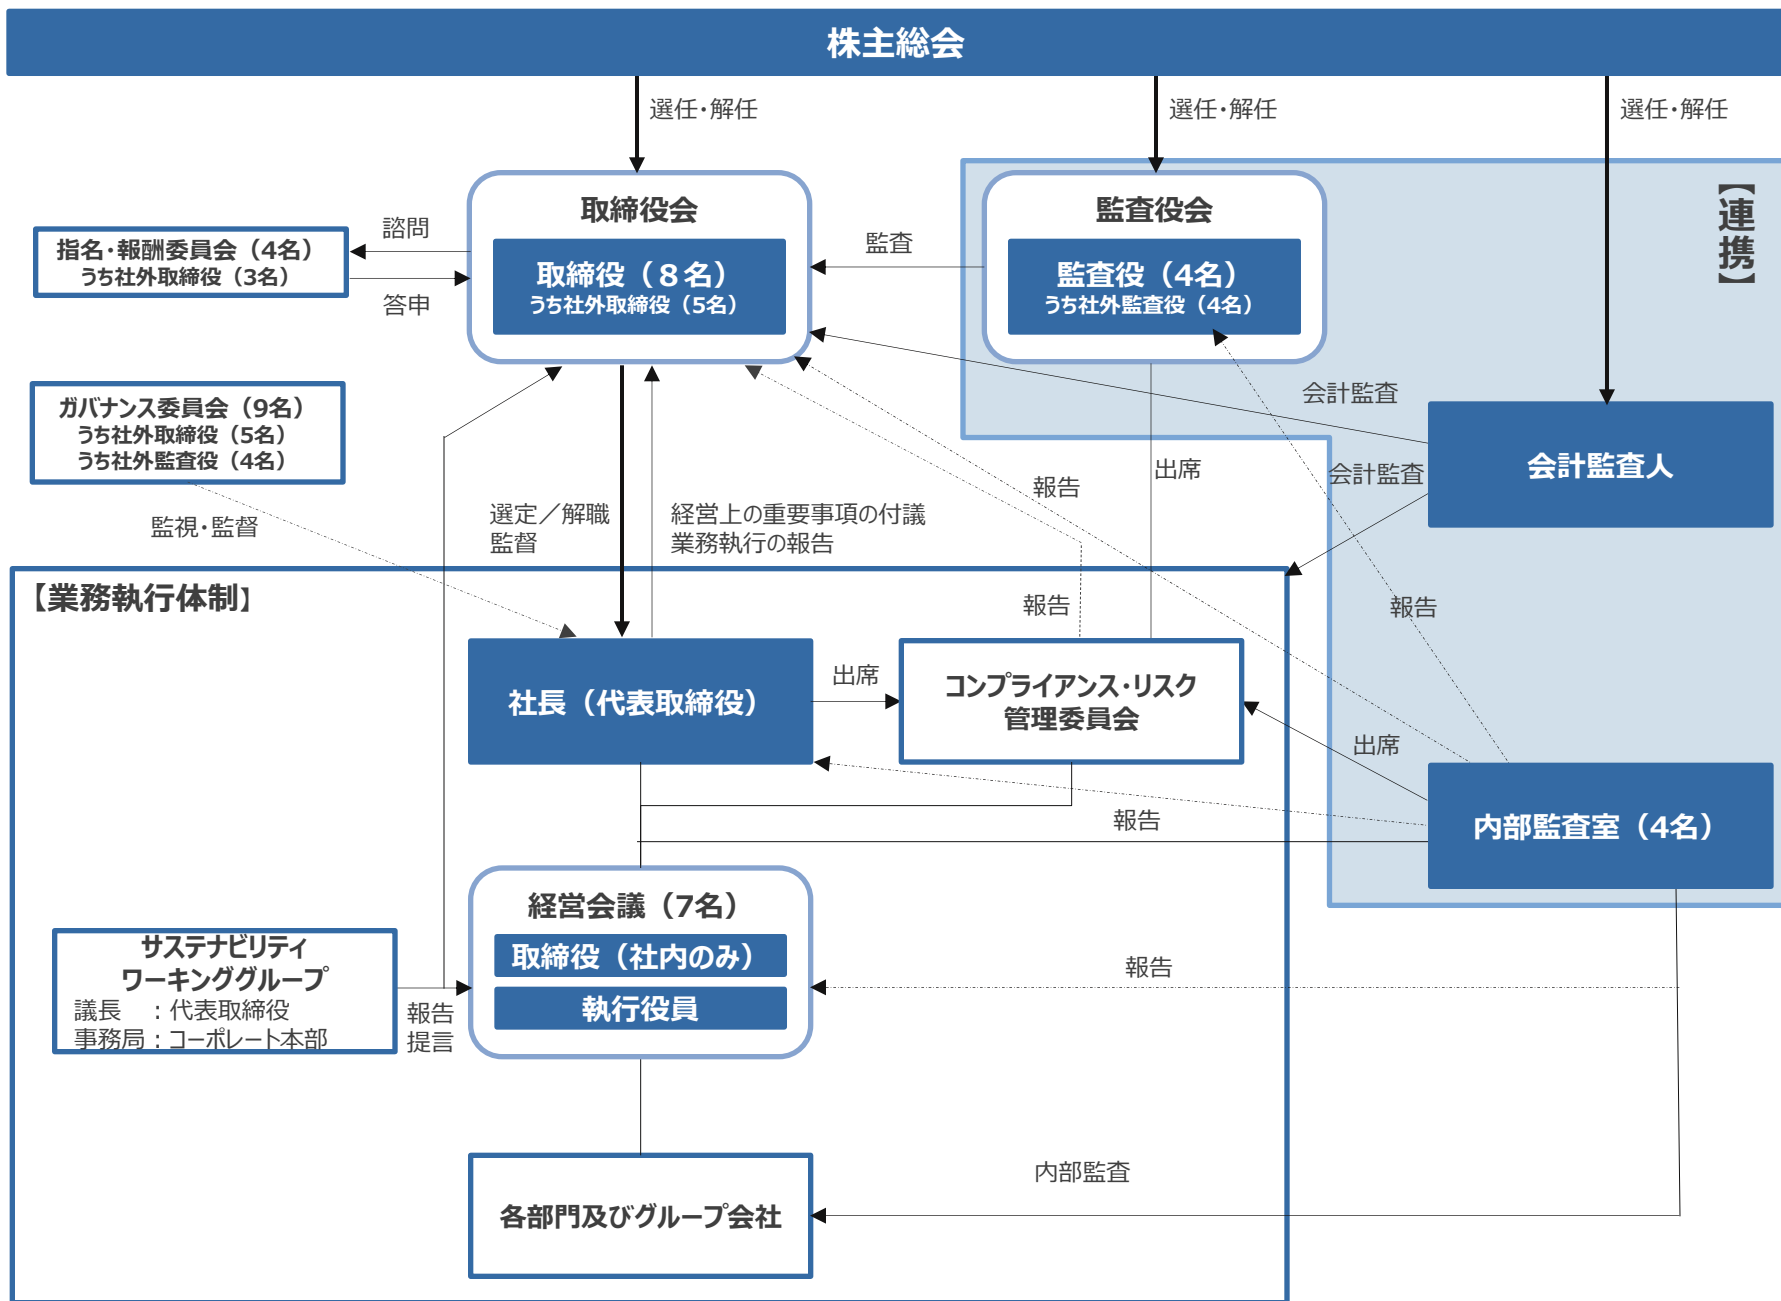 株主総会
選任・解任
選任・解任
選任・解任
取締役会
取締役（８名）
うち社外取締役（5名）
監査役会
監査役（4名）
うち社外監査役（4名）
【連携】
指名・報酬委員会（4名）
うち社外取締役（3名）
諮問
答申
監査
ガバナンス委員会（9名）
うち社外取締役（5名）
うち社外監査役（4名）
監視・監督
選定／解職
監督
経営上の重要事項の付議
業務執行の報告
会計監査
会計監査
会計監査人
出席
報告
報告
報告
【業務執行体制】
社長（代表取締役）
出席
コンプライアンス・リスク
管理委員会
出席
報告
内部監査室（4名）
経営会議（7名）
取締役（社内のみ）
執行役員
サステナビリティ
ワーキンググループ
議長　：代表取締役
事務局：コーポレート本部
報告
提言
報告
内部監査
各部門及びグループ会社